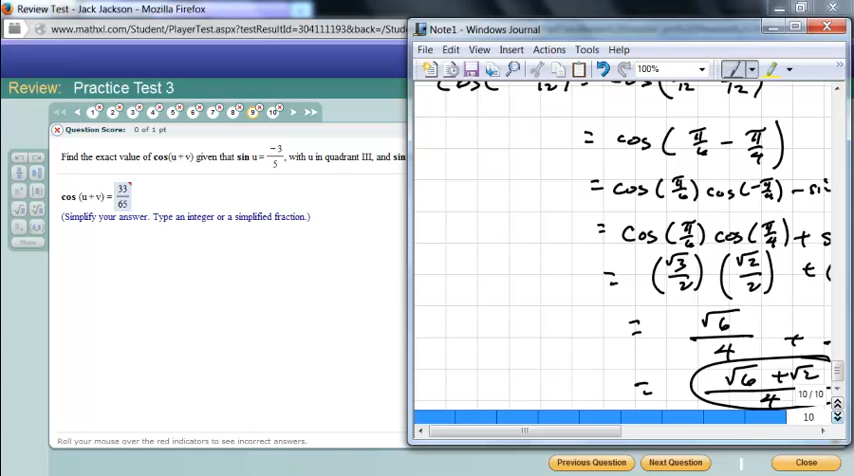 Review Test - Jack Jackson - Mozilla Firefox
www.mathxl.com/Student/PlayerTest.aspx?testResultId=304111193&back=/Stude
Review: Practice Test 3
1 2 3 4 5 6 7 8 9 10
Question Score: 0 of 1 pt
Find the exact value of cos(u+v) given that sin u = -3/5, with u in quadrant III, and sin
cos (u+v) = 33/65
(Simplify your answer. Type an integer or a simplified fraction.)
More
Roll your mouse over the red indicators to see incorrect answers.
Previous Question Next Question Close
Note1 - Windows Journal
File Edit View Insert Actions Tools Help
100%
= cos(π/6 - π/4)
= cos(π/6) cos(-π/4) - sin
= cos(π/6) cos(π/4) + s
= (√3/2) (√2/2) + (
= √6/4 +
= √6 + √2/4
10 / 10
10